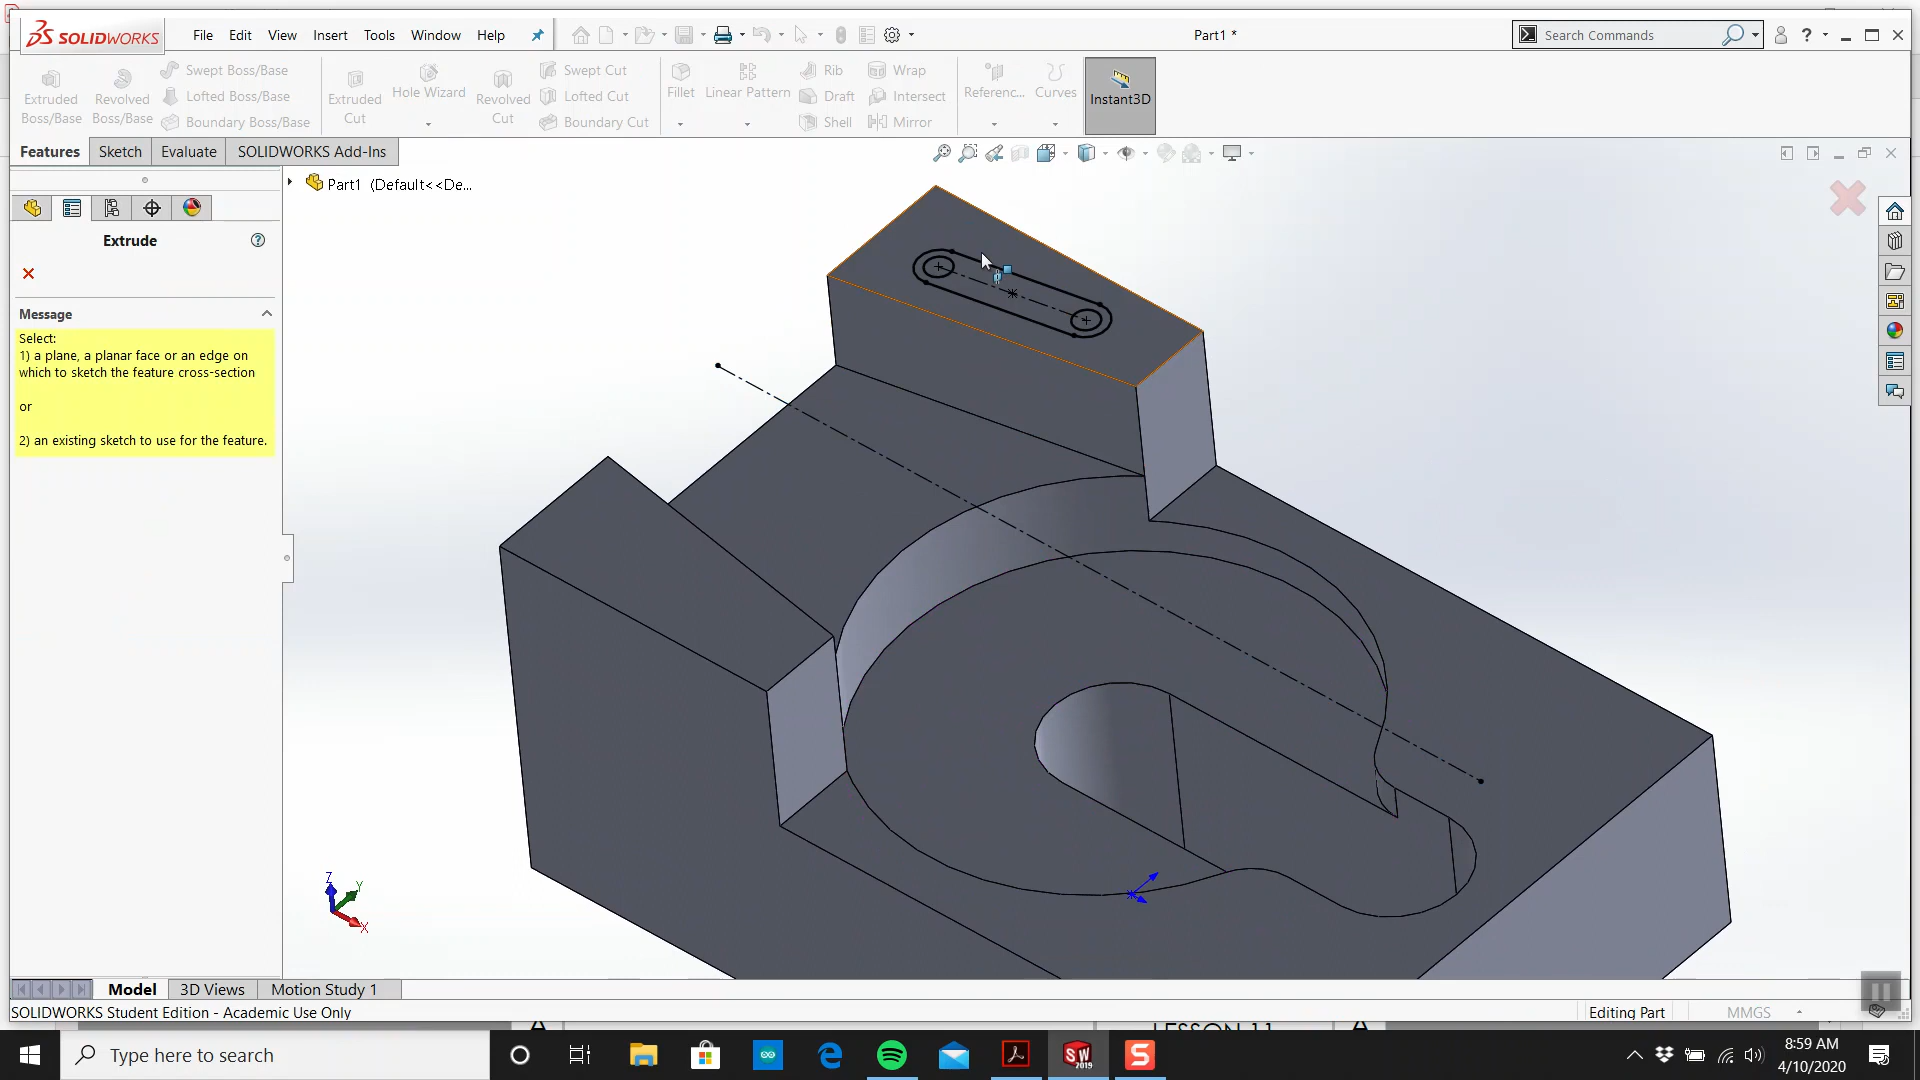 SOLIDWORKS
File Edit View Insert Tools Window Help
Part1 *
Search Commands
Extruded Boss/Base
Revolved Boss/Base
Swept Boss/Base
Lofted Boss/Base
Boundary Boss/Base
Extruded Cut
Hole Wizard
Revolved Cut
Swept Cut
Lofted Cut
Boundary Cut
Fillet
Linear Pattern
Rib
Draft
Shell
Wrap
Intersect
Mirror
Referenc...
Curves
Instant3D
Features Sketch Evaluate SOLIDWORKS Add-Ins
Part1 (Default<<De...
Extrude
Message
Select:
1) a plane, a planar face or an edge on
which to sketch the feature cross-section
or
2) an existing sketch to use for the feature.
Z
Y
X
Model 3D Views Motion Study 1
SOLIDWORKS Student Edition - Academic Use Only
Editing Part
MMGS
Type here to search
SW
2019
S
8:59 AM
4/10/2020